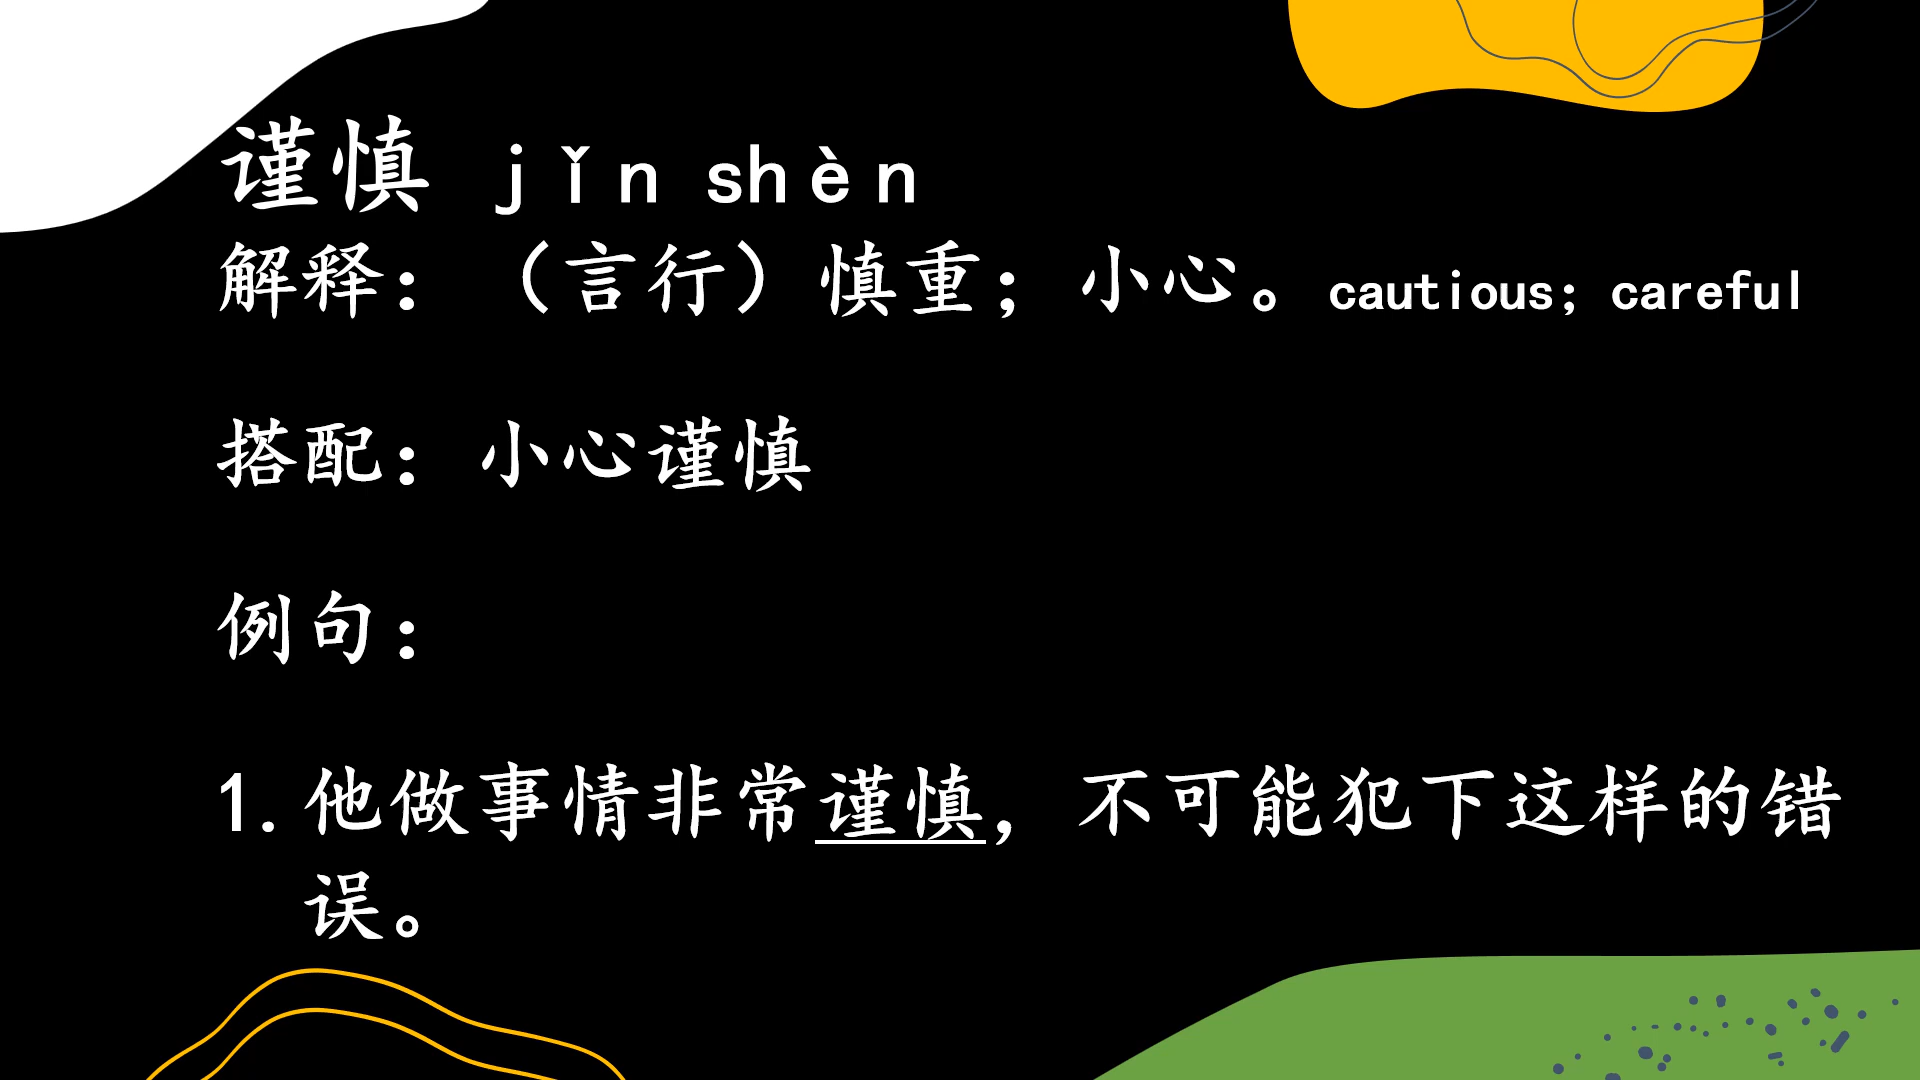 谨慎 jǐn shèn
解释：（言行）慎重；小心。cautious；careful
搭配：小心谨慎
例句：
1.他做事情非常谨慎，不可能犯下这样的错
误。